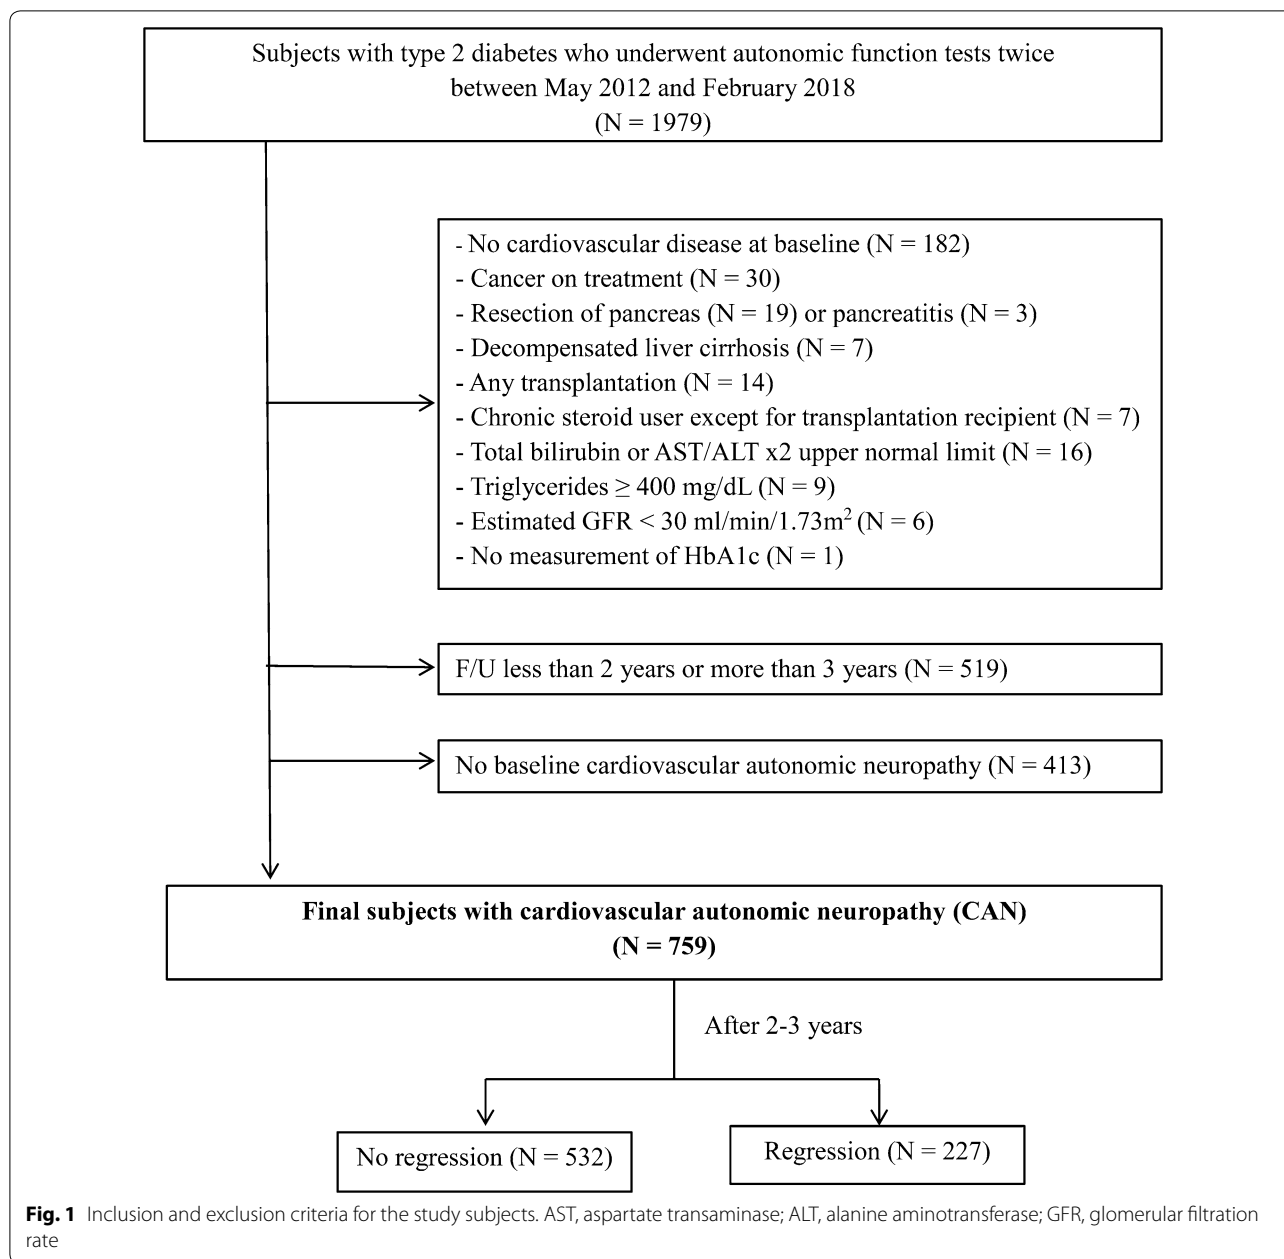 Subjects with type 2 diabetes who underwent autonomic function tests twice
between May 2012 and February 2018
(N = 1979)
- No cardiovascular disease at baseline (N = 182)
- Cancer on treatment (N = 30)
- Resection of pancreas (N = 19) or pancreatitis (N = 3)
- Decompensated liver cirrhosis (N = 7)
- Any transplantation (N = 14)
- Chronic steroid user except for transplantation recipient (N = 7)
- Total bilirubin or AST/ALT x2 upper normal limit (N = 16)
- Triglycerides ≥ 400 mg/dL (N = 9)
- Estimated GFR < 30 ml/min/1.73m² (N = 6)
- No measurement of HbA1c (N = 1)
F/U less than 2 years or more than 3 years (N = 519)
No baseline cardiovascular autonomic neuropathy (N = 413)
Final subjects with cardiovascular autonomic neuropathy (CAN)
(N = 759)
After 2-3 years
No regression (N = 532)
Regression (N = 227)
Fig. 1 Inclusion and exclusion criteria for the study subjects. AST, aspartate transaminase; ALT, alanine aminotransferase; GFR, glomerular filtration
rate